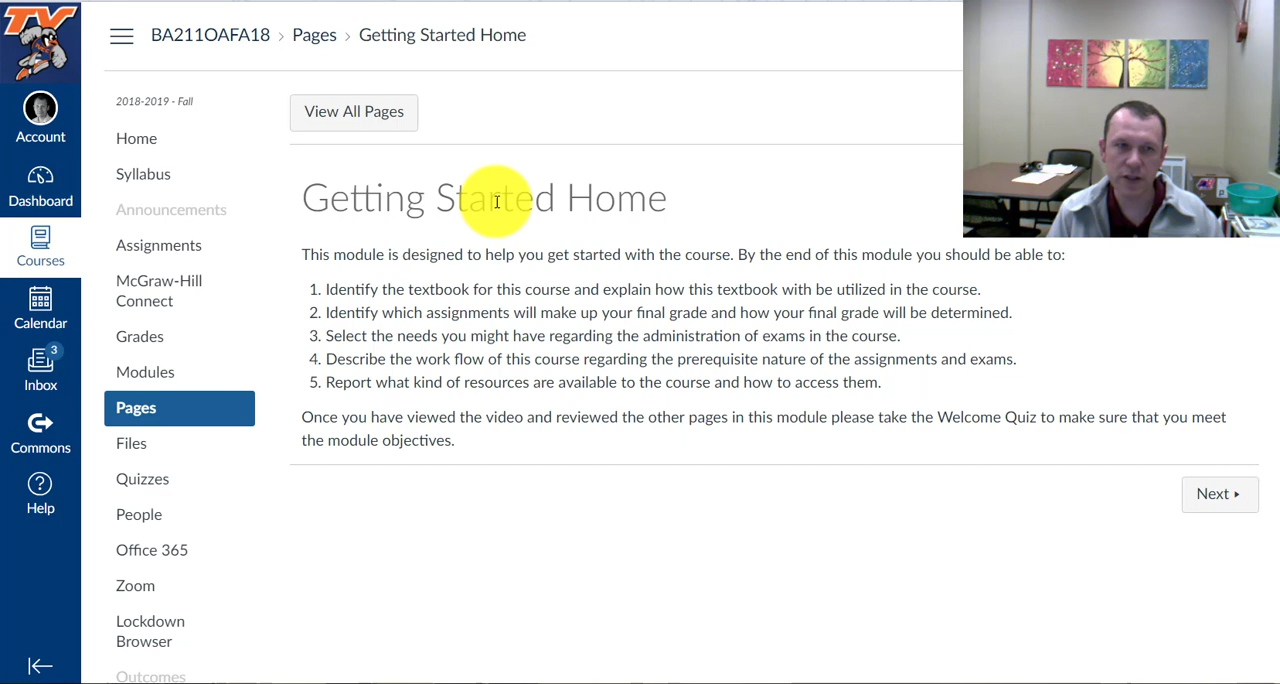 TV
BA211OAFA18 › Pages › Getting Started Home
Account
Dashboard
Courses
Calendar
3
Inbox
Commons
Help
2018-2019 - Fall
Home
Syllabus
Announcements
Assignments
McGraw-Hill
Connect
Grades
Modules
Pages
Files
Quizzes
People
Office 365
Zoom
Lockdown
Browser
Outcomes
View All Pages
Getting Started Home
This module is designed to help you get started with the course. By the end of this module you should be able to:
1. Identify the textbook for this course and explain how this textbook with be utilized in the course.
2. Identify which assignments will make up your final grade and how your final grade will be determined.
3. Select the needs you might have regarding the administration of exams in the course.
4. Describe the work flow of this course regarding the prerequisite nature of the assignments and exams.
5. Report what kind of resources are available to the course and how to access them.
Once you have viewed the video and reviewed the other pages in this module please take the Welcome Quiz to make sure that you meet
the module objectives.
Next ▸